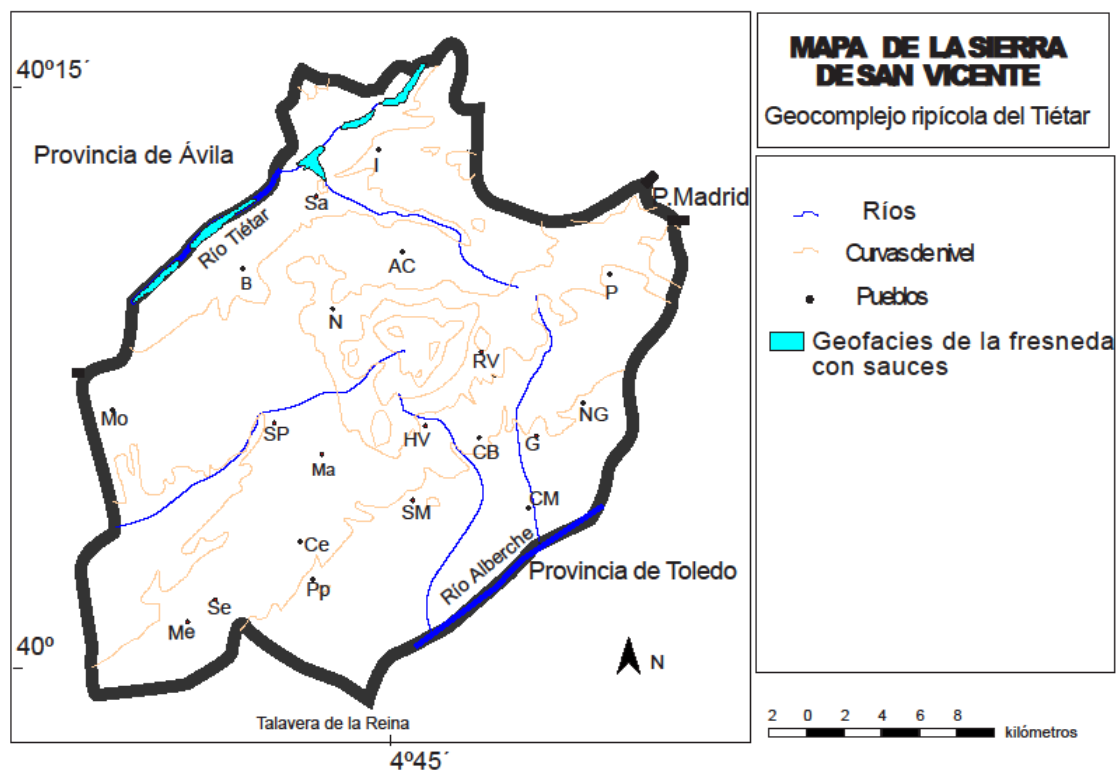 40º15´
Provincia de Ávila
P.Madrid
I
Sa
Río Tiétar
B
AC
P
N
RV
Mo
SP
HV
CB
G
NG
Ma
SM
CM
Ce
Río Alberche
Provincia de Toledo
Pp
Se
Me
40º
N
Talavera de la Reina
4º45´
MAPA DE LA SIERRA
DE SAN VICENTE
Geocomplejo ripícola del Tiétar
Ríos
Curvas de nivel
Pueblos
Geofacies de la fresneda
con sauces
2 0 2 4 6 8
kilómetros